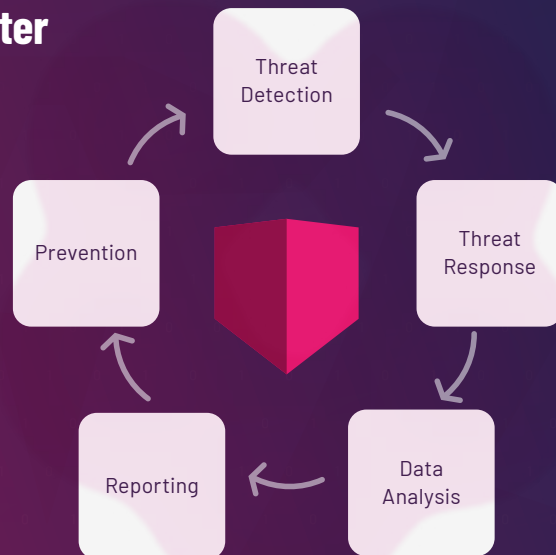 ter
Threat
Detection
Threat
Response
Data
Analysis
Reporting
Prevention